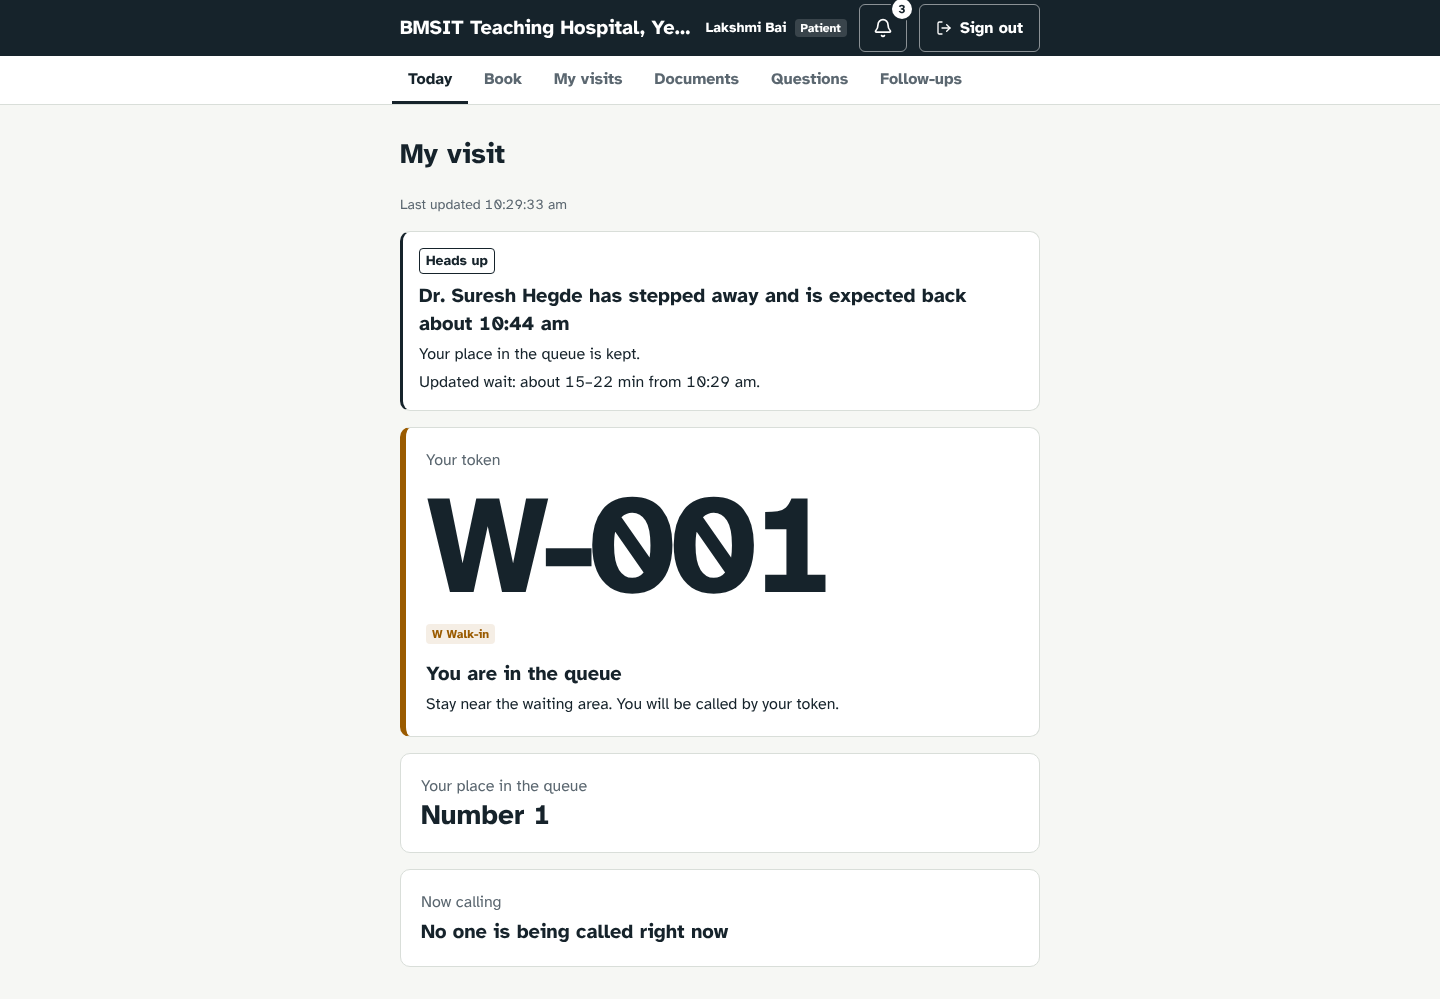 BMSIT Teaching Hospital, Ye...
Lakshmi Bai
Patient
3
Sign out
Today
Book
My visits
Documents
Questions
Follow-ups
My visit
Last updated 10:29:33 am
Heads up
Dr. Suresh Hegde has stepped away and is expected back
about 10:44 am
Your place in the queue is kept.
Updated wait: about 15–22 min from 10:29 am.
Your token
W-001
W Walk-in
You are in the queue
Stay near the waiting area. You will be called by your token.
Your place in the queue
Number 1
Now calling
No one is being called right now